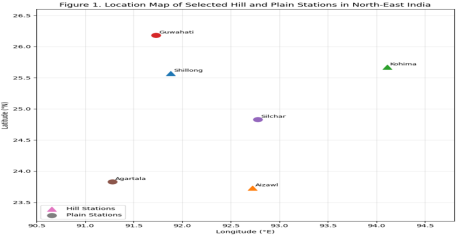 Figure 1. Location Map of Selected Hill and Plain Stations in North-East India
26.5
26.0
25.5
25.0
24.5
24.0
23.5
Latitude (°N)
Guwahati
Shillong
Kohima
Silchar
Agartala
Aizawl
Hill Stations
Plain Stations
90.5 91.0 91.5 92.0 92.5 93.0 93.5 94.0 94.5
Longitude (°E)